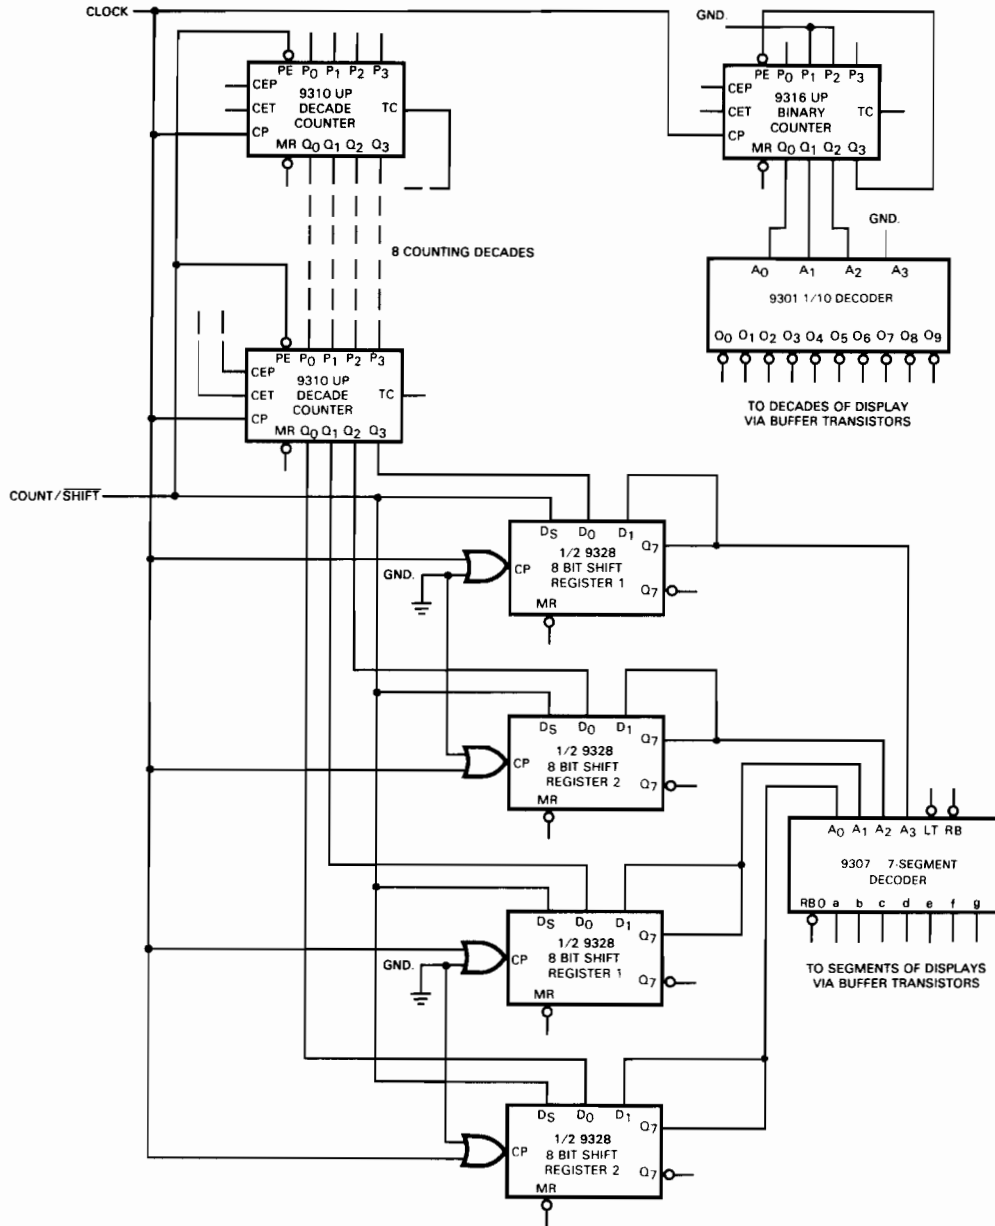 CLOCK
GND.
PE P0 P1 P2 P3
CEP
9310 UP
CET
DECADE
TC
COUNTER
CP
MR Q0 Q1 Q2 Q3
PE P0 P1 P2 P3
CEP
9316 UP
CET
BINARY
TC
COUNTER
CP
MR Q0 Q1 Q2 Q3
GND.
8 COUNTING DECADES
A0 A1 A2 A3
9301 1/10 DECODER
O0 O1 O2 O3 O4 O5 O6 O7 O8 O9
TO DECADES OF DISPLAY
VIA BUFFER TRANSISTORS
PE P0 P1 P2 P3
CEP
9310 UP
CET
DECADE
TC
COUNTER
CP
MR Q0 Q1 Q2 Q3
COUNT/SHIFT
DS D0 D1
1/2 9328
Q7
CP
8 BIT SHIFT
REGISTER 1
GND.
Q7
MR
DS D0 D1
1/2 9328
Q7
CP
8 BIT SHIFT
REGISTER 2
Q7
MR
A0 A1 A2 A3 LT RB
9307 7-SEGMENT
DECODER
RBO a b c d e f g
TO SEGMENTS OF DISPLAYS
VIA BUFFER TRANSISTORS
DS D0 D1
1/2 9328
Q7
CP
8 BIT SHIFT
REGISTER 1
GND.
Q7
MR
DS D0 D1
1/2 9328
Q7
CP
8 BIT SHIFT
REGISTER 2
Q7
MR